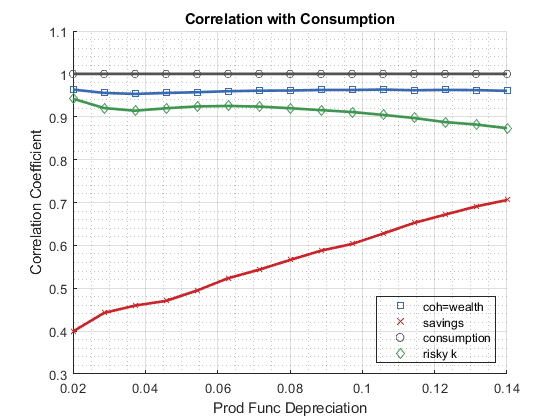 Correlation with Consumption
1.1
1
0.9
0.8
0.7
0.6
0.5
0.4
0.3
Correlation Coefficient
0.02 0.04 0.06 0.08 0.1 0.12 0.14
Prod Func Depreciation
coh=wealth
savings
consumption
risky k